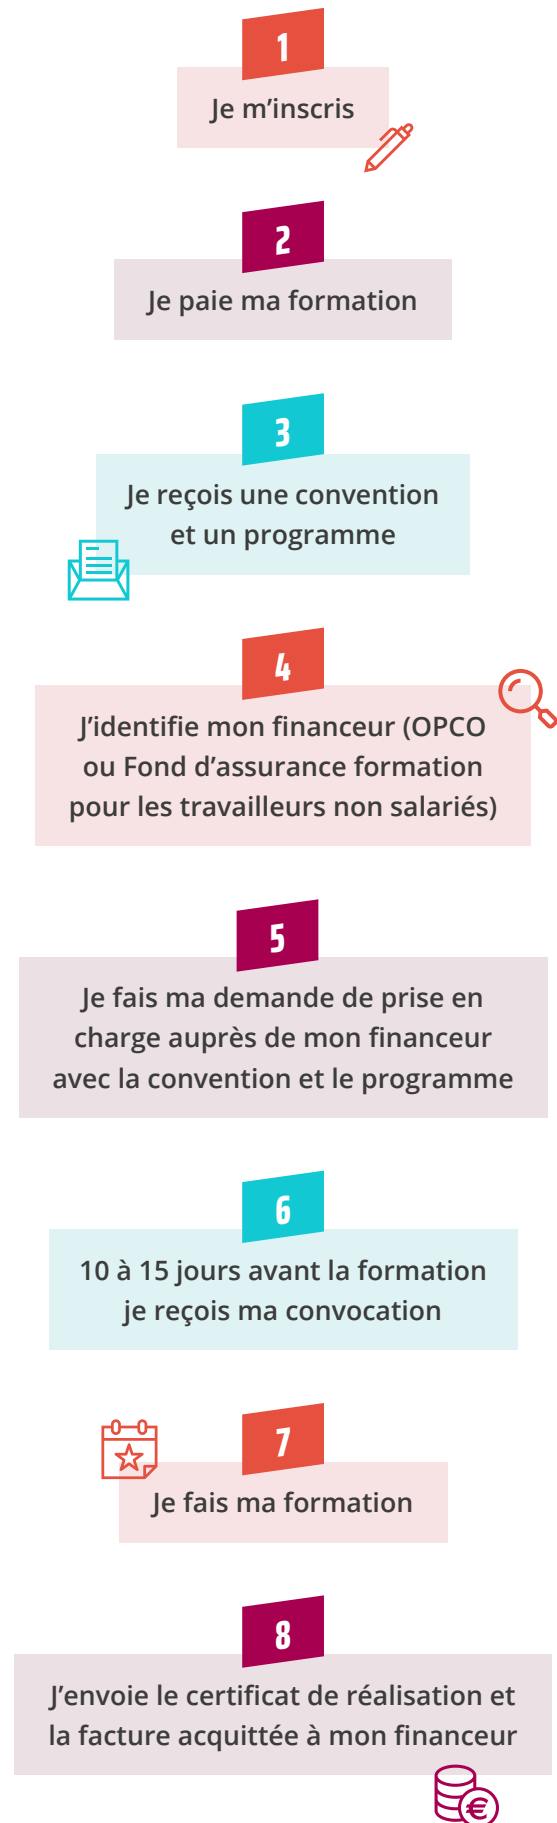 1
Je m’inscris
2
Je paie ma formation
3
Je reçois une convention
et un programme
4
J’identifie mon financeur (OPCO
ou Fond d’assurance formation
pour les travailleurs non salariés)
5
Je fais ma demande de prise en
charge auprès de mon financeur
avec la convention et le programme
6
10 à 15 jours avant la formation
je reçois ma convocation
7
Je fais ma formation
8
J’envoie le certificat de réalisation et
la facture acquittée à mon financeur
€